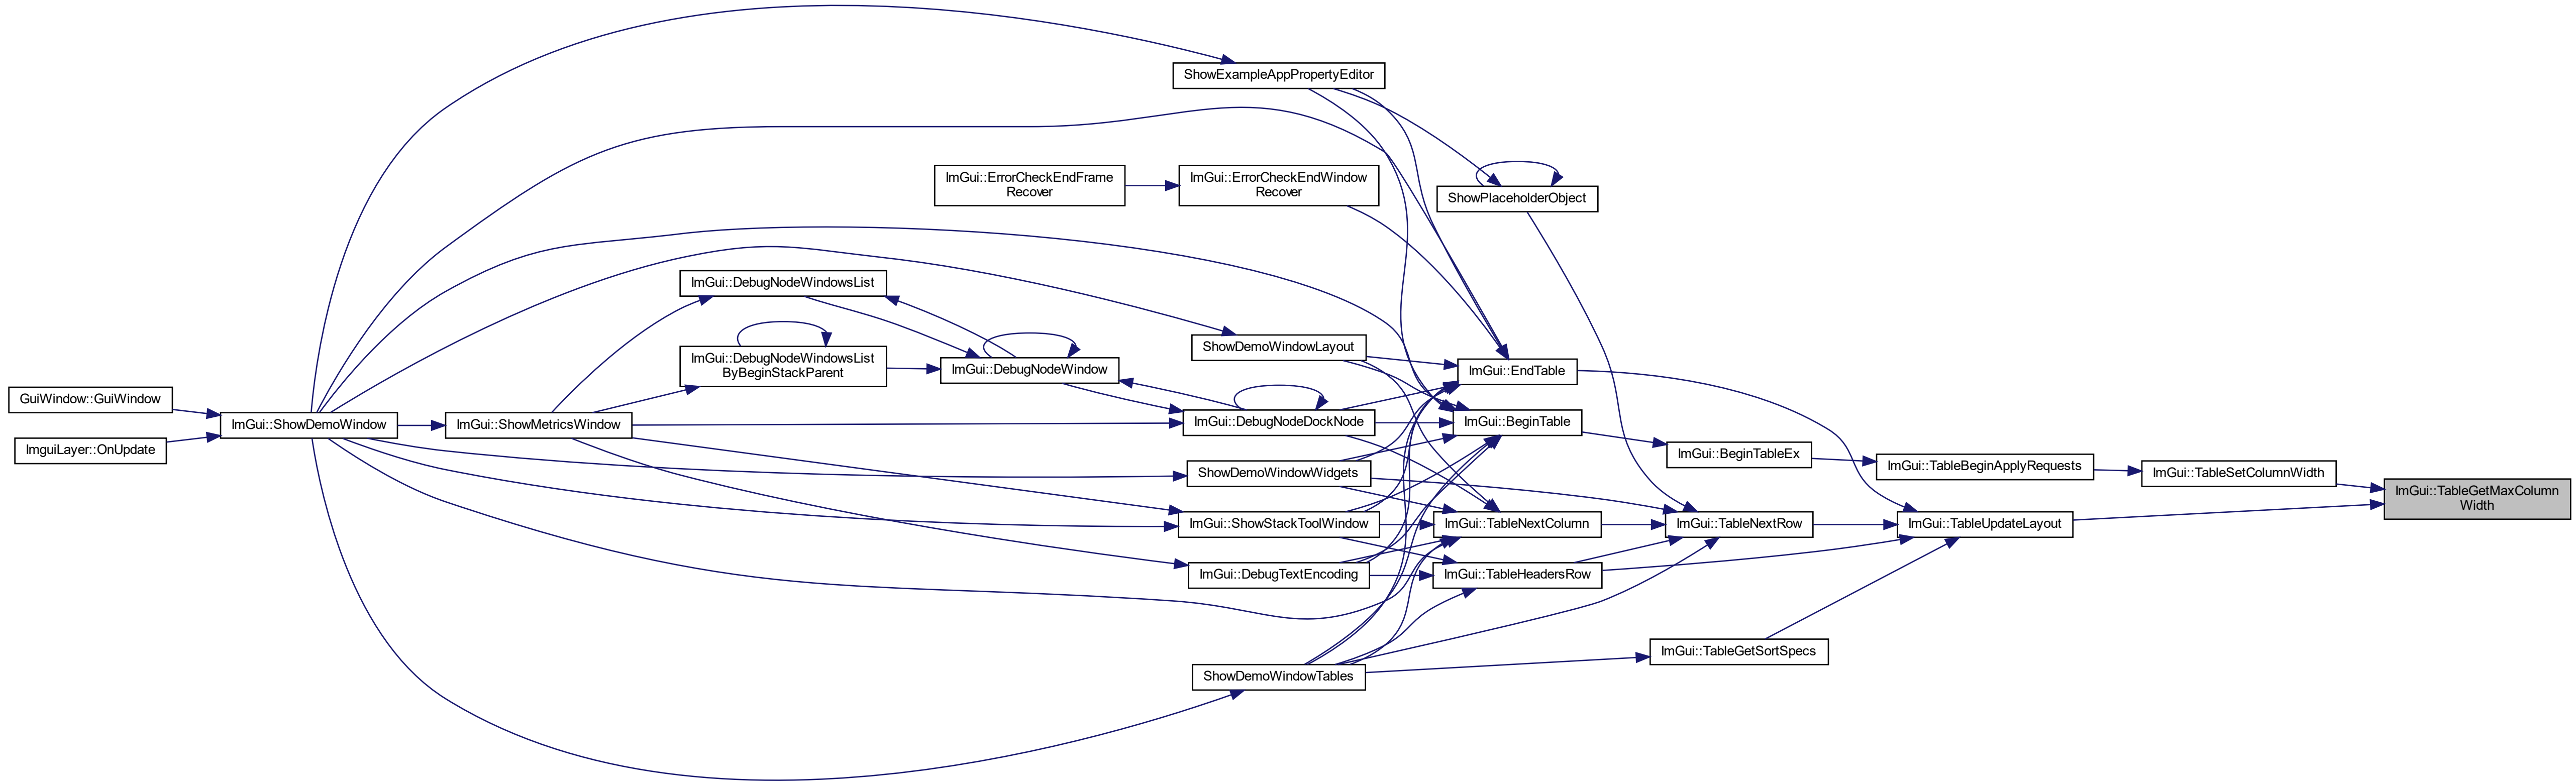 ShowExampleAppPropertyEditor
ImGui::ErrorCheckEndFrame
Recover
ImGui::ErrorCheckEndWindow
Recover
ShowPlaceholderObject
ImGui::DebugNodeWindowsList
ShowDemoWindowLayout
ImGui::DebugNodeWindowsList
ByBeginStackParent
ImGui::DebugNodeWindow
ImGui::EndTable
GuiWindow::GuiWindow
ImGui::ShowDemoWindow
ImGui::ShowMetricsWindow
ImGui::DebugNodeDockNode
ImGui::BeginTable
ImguiLayer::OnUpdate
ImGui::BeginTableEx
ImGui::TableBeginApplyRequests
ImGui::TableSetColumnWidth
ShowDemoWindowWidgets
ImGui::TableGetMaxColumn
Width
ImGui::ShowStackToolWindow
ImGui::TableNextColumn
ImGui::TableNextRow
ImGui::TableUpdateLayout
ImGui::DebugTextEncoding
ImGui::TableHeadersRow
ImGui::TableGetSortSpecs
ShowDemoWindowTables